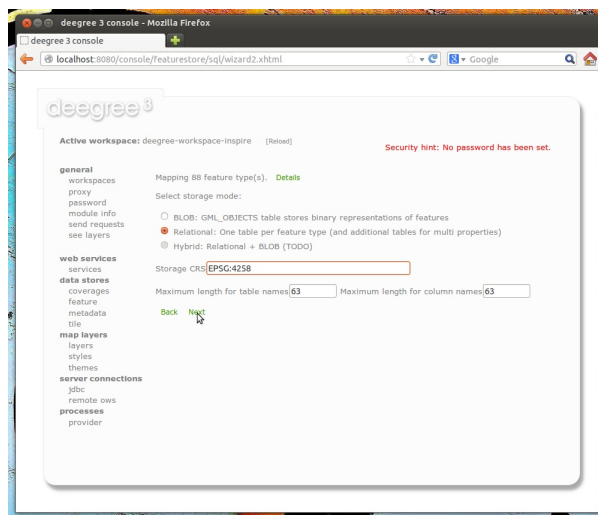 deegree 3 console - Mozilla Firefox
deegree 3 console
localhost:8080/console/featurestore/sql/wizard2.xhtml
Google
deegree 3
Active workspace: deegree-workspace-inspire [Reload]
Security hint: No password has been set.
general
workspaces
proxy
password
module info
send requests
see layers
web services
services
data stores
coverages
feature
metadata
tile
map layers
layers
styles
themes
server connections
jdbc
remote ows
processes
provider
Mapping 88 feature type(s). Details
Select storage mode:
BLOB: GML_OBJECTS table stores binary representations of features
Relational: One table per feature type (and additional tables for multi properties)
Hybrid: Relational + BLOB (TODO)
Storage CRS EPSG:4258
Maximum length for table names 63 Maximum length for column names 63
Back Next